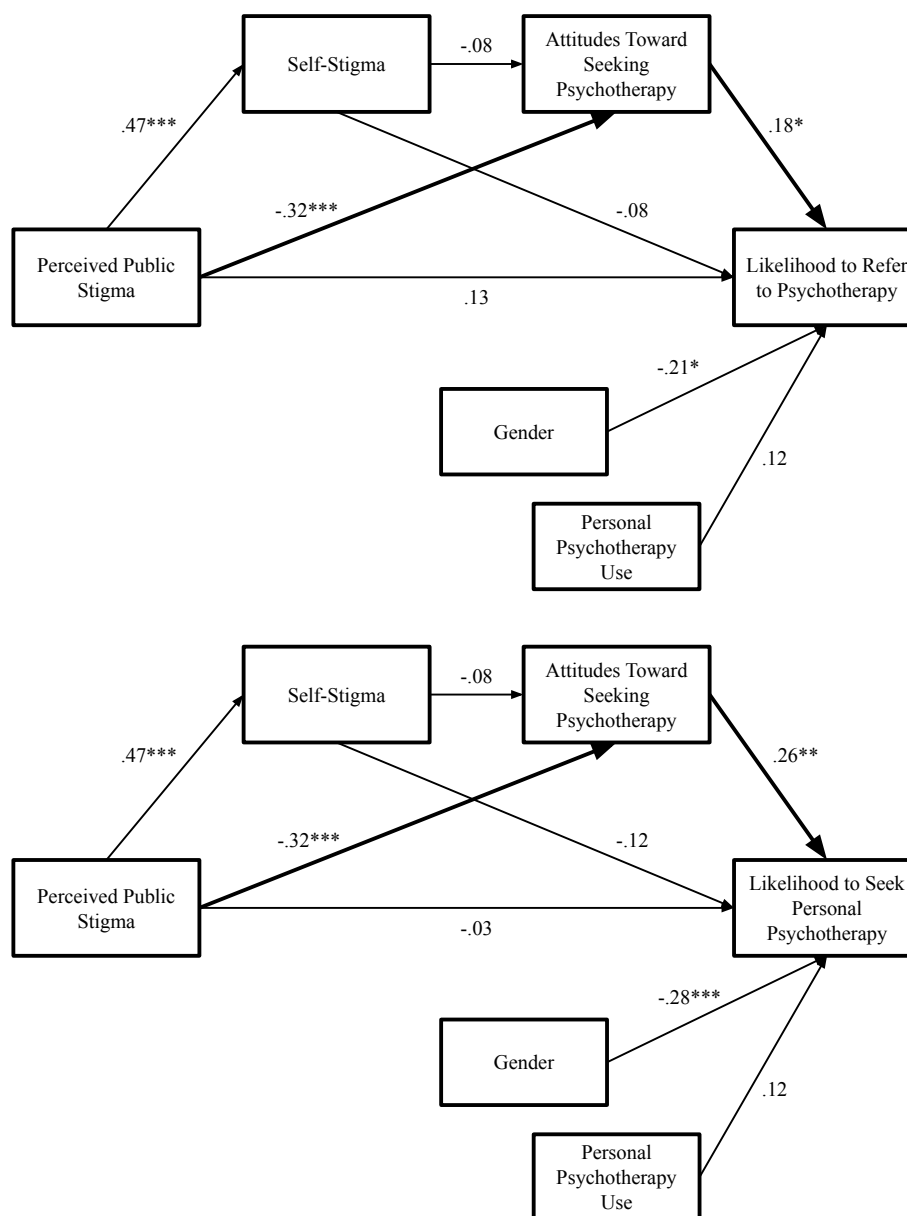 -.08
Self-Stigma
Attitudes Toward
Seeking
Psychotherapy
.47***
.18*
-.32***
-.08
Perceived Public
Stigma
.13
Likelihood to Refer
to Psychotherapy
-.21*
Gender
.12
Personal
Psychotherapy
Use
-.08
Self-Stigma
Attitudes Toward
Seeking
Psychotherapy
.47***
.26**
-.32***
-.12
Perceived Public
Stigma
-.03
Likelihood to Seek
Personal
Psychotherapy
-.28***
Gender
.12
Personal
Psychotherapy
Use